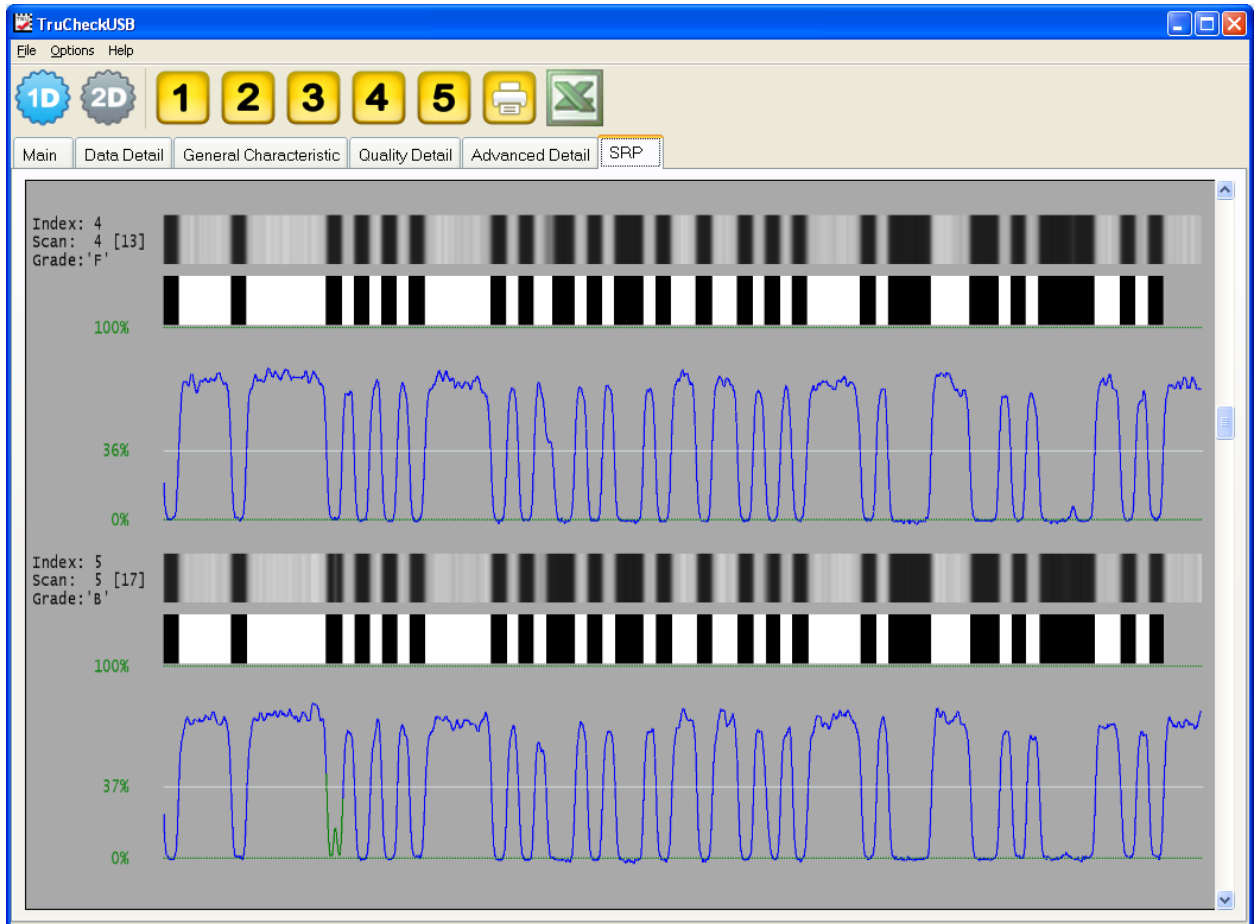 TruCheckUSB
File Options Help
1D 2D 1 2 3 4 5
Main Data Detail General Characteristic Quality Detail Advanced Detail SRP
Index: 4
Scan: 4 [13]
Grade:'F'
100%
36%
0%
Index: 5
Scan: 5 [17]
Grade:'B'
100%
37%
0%